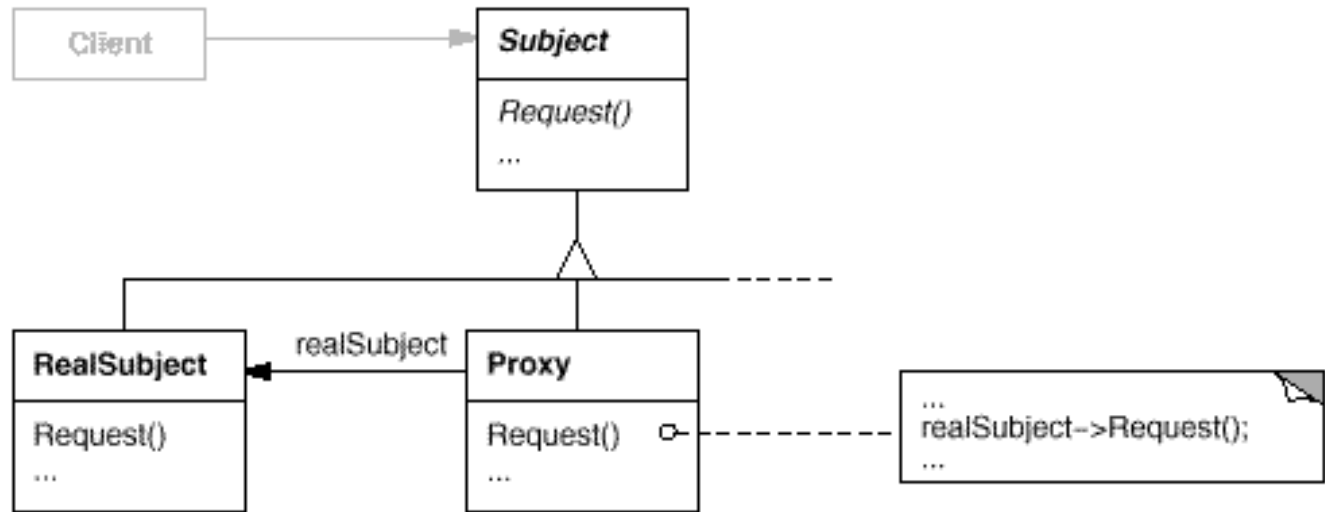 Client
Subject
Request()
...
realSubject
RealSubject
Request()
...
Proxy
Request()
...
...
realSubject->Request();
...